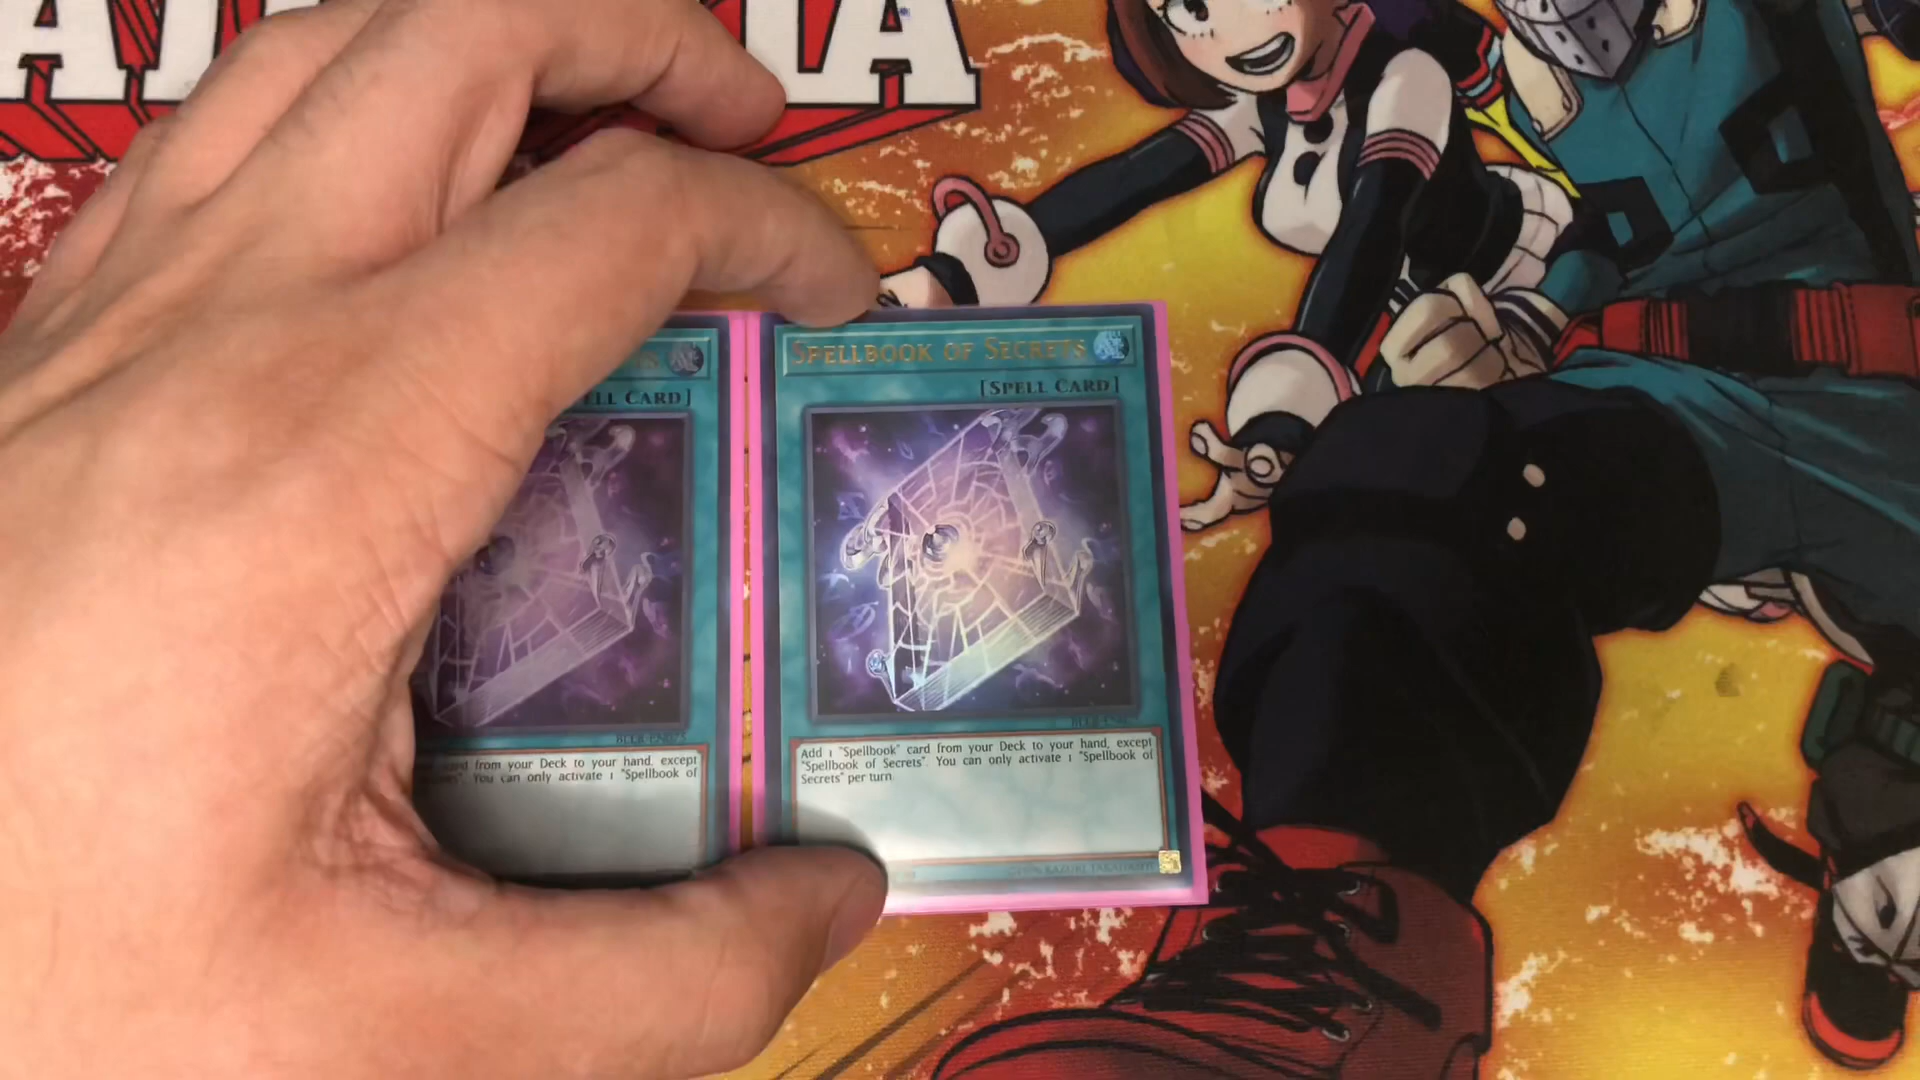 SPELLBOOK OF SECRETS
[SPELL CARD]
Add 1 "Spellbook" card from your Deck to your hand, except
"Spellbook of Secrets". You can only activate 1 "Spellbook of
Secrets" per turn.
CARD]
BLLR-EN075
card from your Deck to your hand, except
You can only activate 1 "Spellbook of